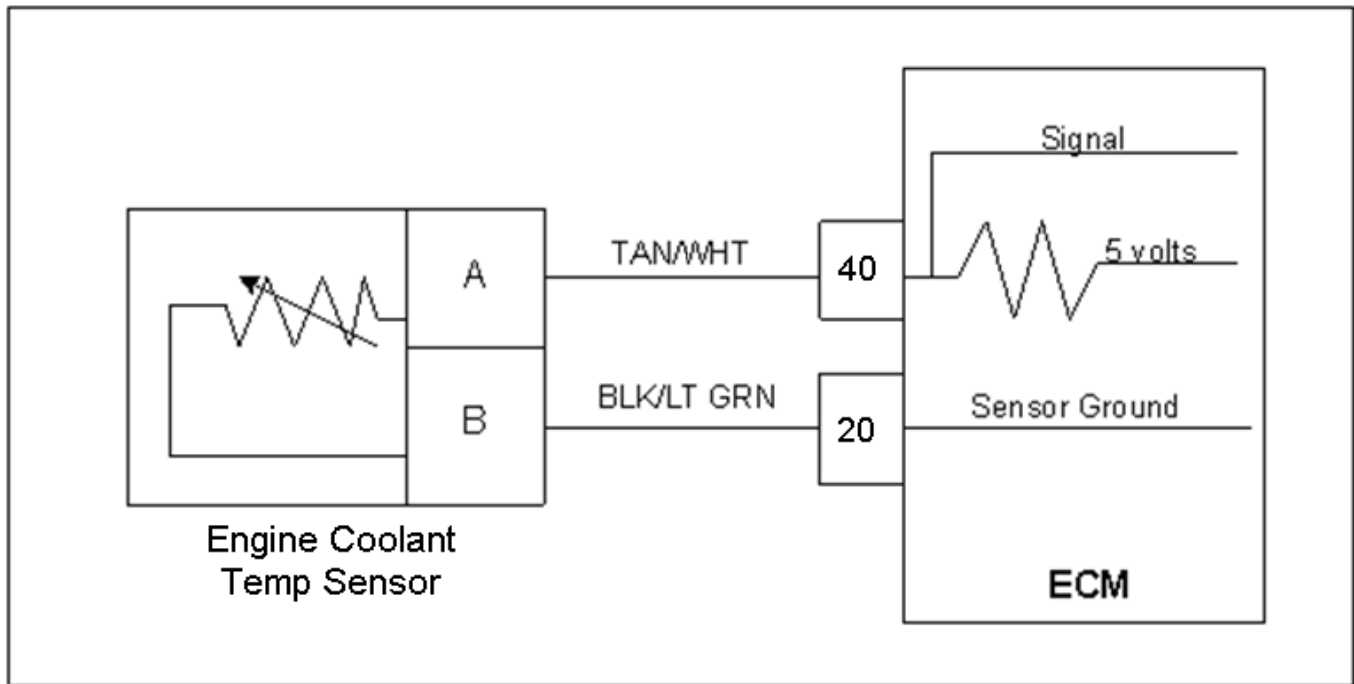 Signal
TAN/WHT
5 volts
A
40
BLK/LT GRN
Sensor Ground
B
20
Engine Coolant
Temp Sensor
ECM